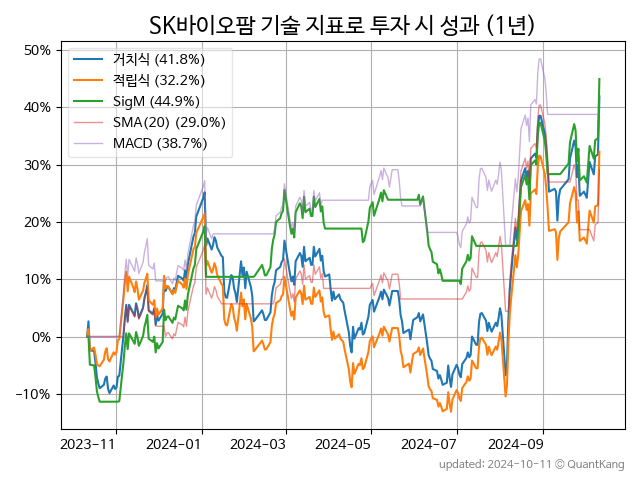 SK바이오팜 기술 지표로 투자 시 성과 (1년)
50%
40%
30%
20%
10%
0%
−10%
거치식 (41.8%)
적립식 (32.2%)
SigM (44.9%)
SMA(20) (29.0%)
MACD (38.7%)
2023-11
2024-01
2024-03
2024-05
2024-07
2024-09
updated: 2024-10-11 © QuantKang